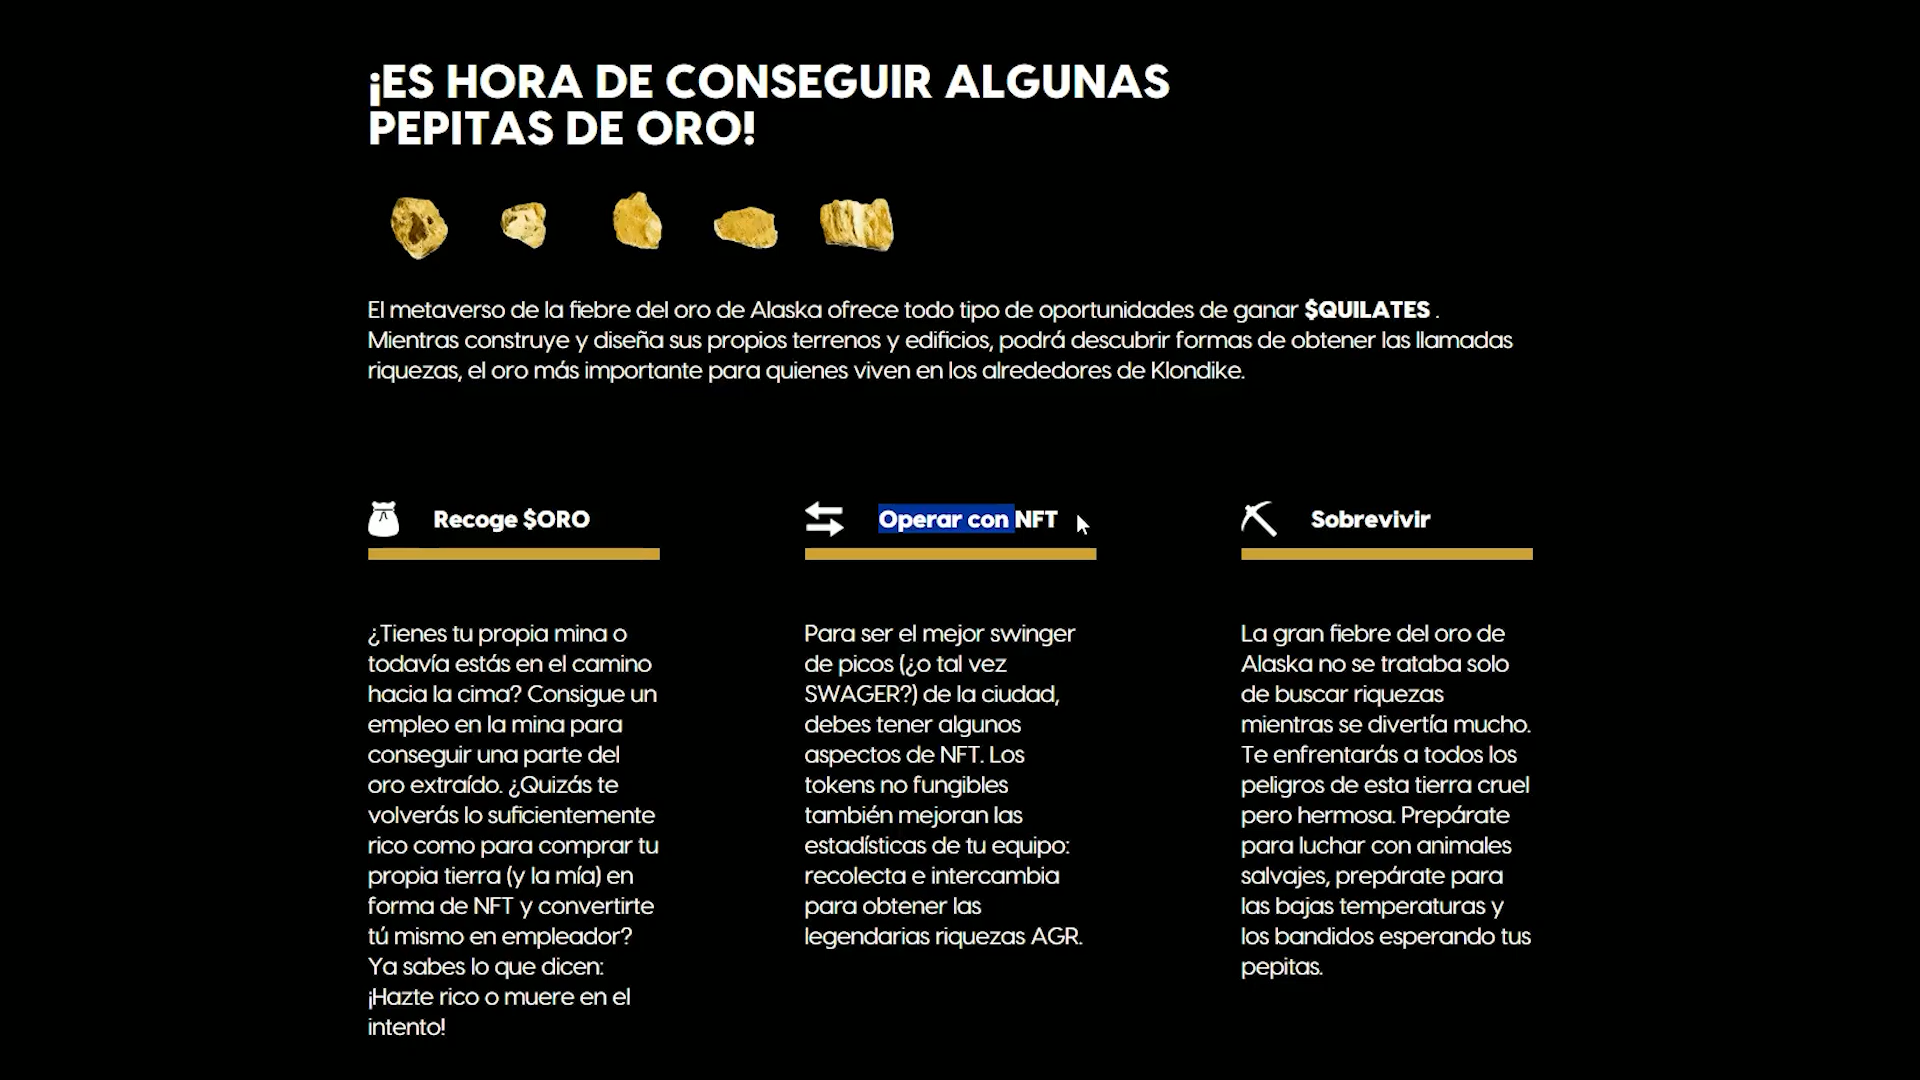 ¡ES HORA DE CONSEGUIR ALGUNAS
PEPITAS DE ORO!
El metaverso de la fiebre del oro de Alaska ofrece todo tipo de oportunidades de ganar $QUILATES .
Mientras construye y diseña sus propios terrenos y edificios, podrá descubrir formas de obtener las llamadas
riquezas, el oro más importante para quienes viven en los alrededores de Klondike.
Recoge $ORO
¿Tienes tu propia mina o
todavía estás en el camino
hacia la cima? Consigue un
empleo en la mina para
conseguir una parte del
oro extraído. ¿Quizás te
volverás lo suficientemente
rico como para comprar tu
propia tierra (y la mía) en
forma de NFT y convertirte
tú mismo en empleador?
Ya sabes lo que dicen:
¡Hazte rico o muere en el
intento!
Operar con NFT
Para ser el mejor swinger
de picos (¿o tal vez
SWAGER?) de la ciudad,
debes tener algunos
aspectos de NFT. Los
tokens no fungibles
también mejoran las
estadísticas de tu equipo:
recolecta e intercambia
para obtener las
legendarias riquezas AGR.
Sobrevivir
La gran fiebre del oro de
Alaska no se trataba solo
de buscar riquezas
mientras se divertía mucho.
Te enfrentarás a todos los
peligros de esta tierra cruel
pero hermosa. Prepárate
para luchar con animales
salvajes, prepárate para
las bajas temperaturas y
los bandidos esperando tus
pepitas.